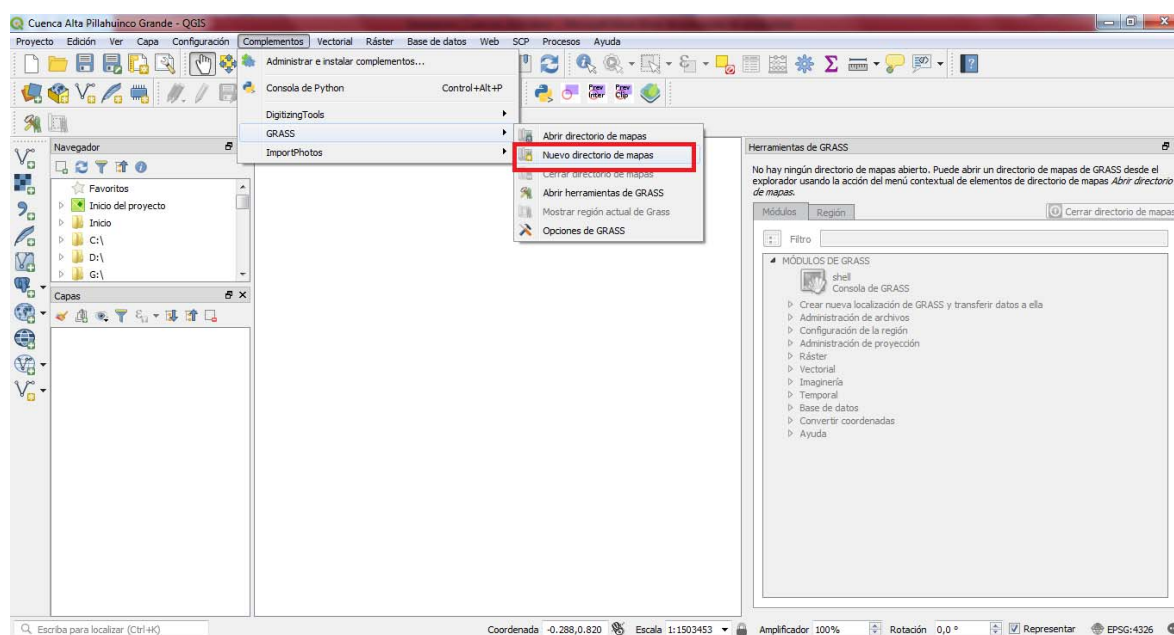 Cuenca Alta Pillahuinco Grande - QGIS
Proyecto Edición Ver Capa Configuración Complementos Vectorial Ráster Base de datos Web SCP Procesos Ayuda
Administrar e instalar complementos...
Consola de Python Control+Alt+P
DigitizingTools
GRASS
ImportPhotos
Abrir directorio de mapas
Nuevo directorio de mapas
Cerrar directorio de mapas
Abrir herramientas de GRASS
Mostrar región actual de Grass
Opciones de GRASS
Prev Inter
Prev Clip
Navegador
Favoritos
Inicio del proyecto
Inicio
C:\
D:\
G:\
Capas
Herramientas de GRASS
No hay ningún directorio de mapas abierto. Puede abrir un directorio de mapas de GRASS desde el
explorador usando la acción del menú contextual de elementos de directorio de mapas Abrir directorio
de mapas.
Módulos Región Cerrar directorio de mapas
Filtro
MÓDULOS DE GRASS
shell
Consola de GRASS
Crear nueva localización de GRASS y transferir datos a ella
Administración de archivos
Configuración de la región
Administración de proyección
Ráster
Vectorial
Imaginería
Temporal
Base de datos
Convertir coordenadas
Ayuda
Escriba para localizar (Ctrl+K) Coordenada -0.288,0.820 Escala 1:1503453 Amplificador 100% Rotación 0,0 ° Representar EPSG:4326